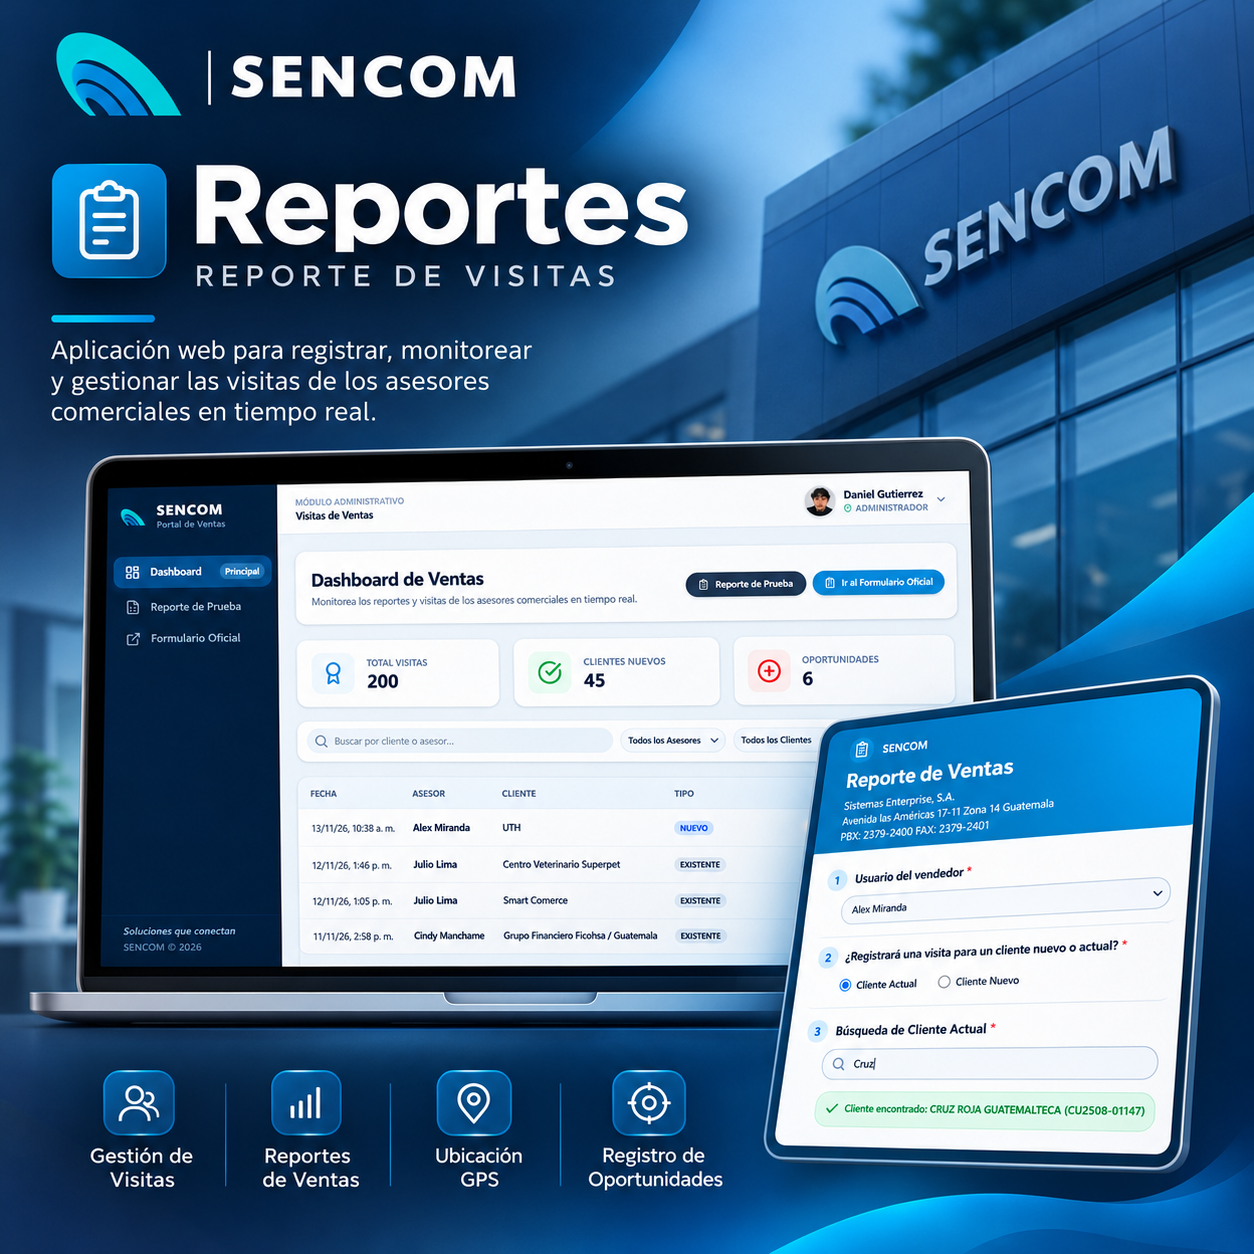 SENCOM
Reportes
REPORTE DE VISITAS
Aplicación web para registrar, monitorear
y gestionar las visitas de los asesores
comerciales en tiempo real.
SENCOM
SENCOM
Portal de Ventas
Dashboard Principal
Reporte de Prueba
Formulario Oficial
Soluciones que conectan
SENCOM © 2026
MÓDULO ADMINISTRATIVO
Visitas de Ventas
Daniel Gutierrez
ADMINISTRADOR
Dashboard de Ventas
Monitorea los reportes y visitas de los asesores comerciales en tiempo real.
Reporte de Prueba
Ir al Formulario Oficial
TOTAL VISITAS
200
CLIENTES NUEVOS
45
OPORTUNIDADES
6
Buscar por cliente o asesor...
Todos los Asesores
Todos los Clientes
FECHA ASESOR CLIENTE TIPO
13/11/26, 10:38 a. m. Alex Miranda UTH NUEVO
12/11/26, 1:46 p. m. Julio Lima Centro Veterinario Superpet EXISTENTE
12/11/26, 1:05 p. m. Julio Lima Smart Comerce EXISTENTE
11/11/26, 2:58 p. m. Cindy Manchame Grupo Financiero Ficohsa / Guatemala EXISTENTE
SENCOM
Reporte de Ventas
Sistemas Enterprise, S.A.
Avenida las Américas 17-11 Zona 14 Guatemala
PBX: 2379-2400 FAX: 2379-2401
1 Usuario del vendedor *
Alex Miranda
2 ¿Registrará una visita para un cliente nuevo o actual? *
Cliente Actual Cliente Nuevo
3 Búsqueda de Cliente Actual *
Cruz
Cliente encontrado: CRUZ ROJA GUATEMALTECA (CU2508-01147)
Gestión de
Visitas
Reportes
de Ventas
Ubicación
GPS
Registro de
Oportunidades